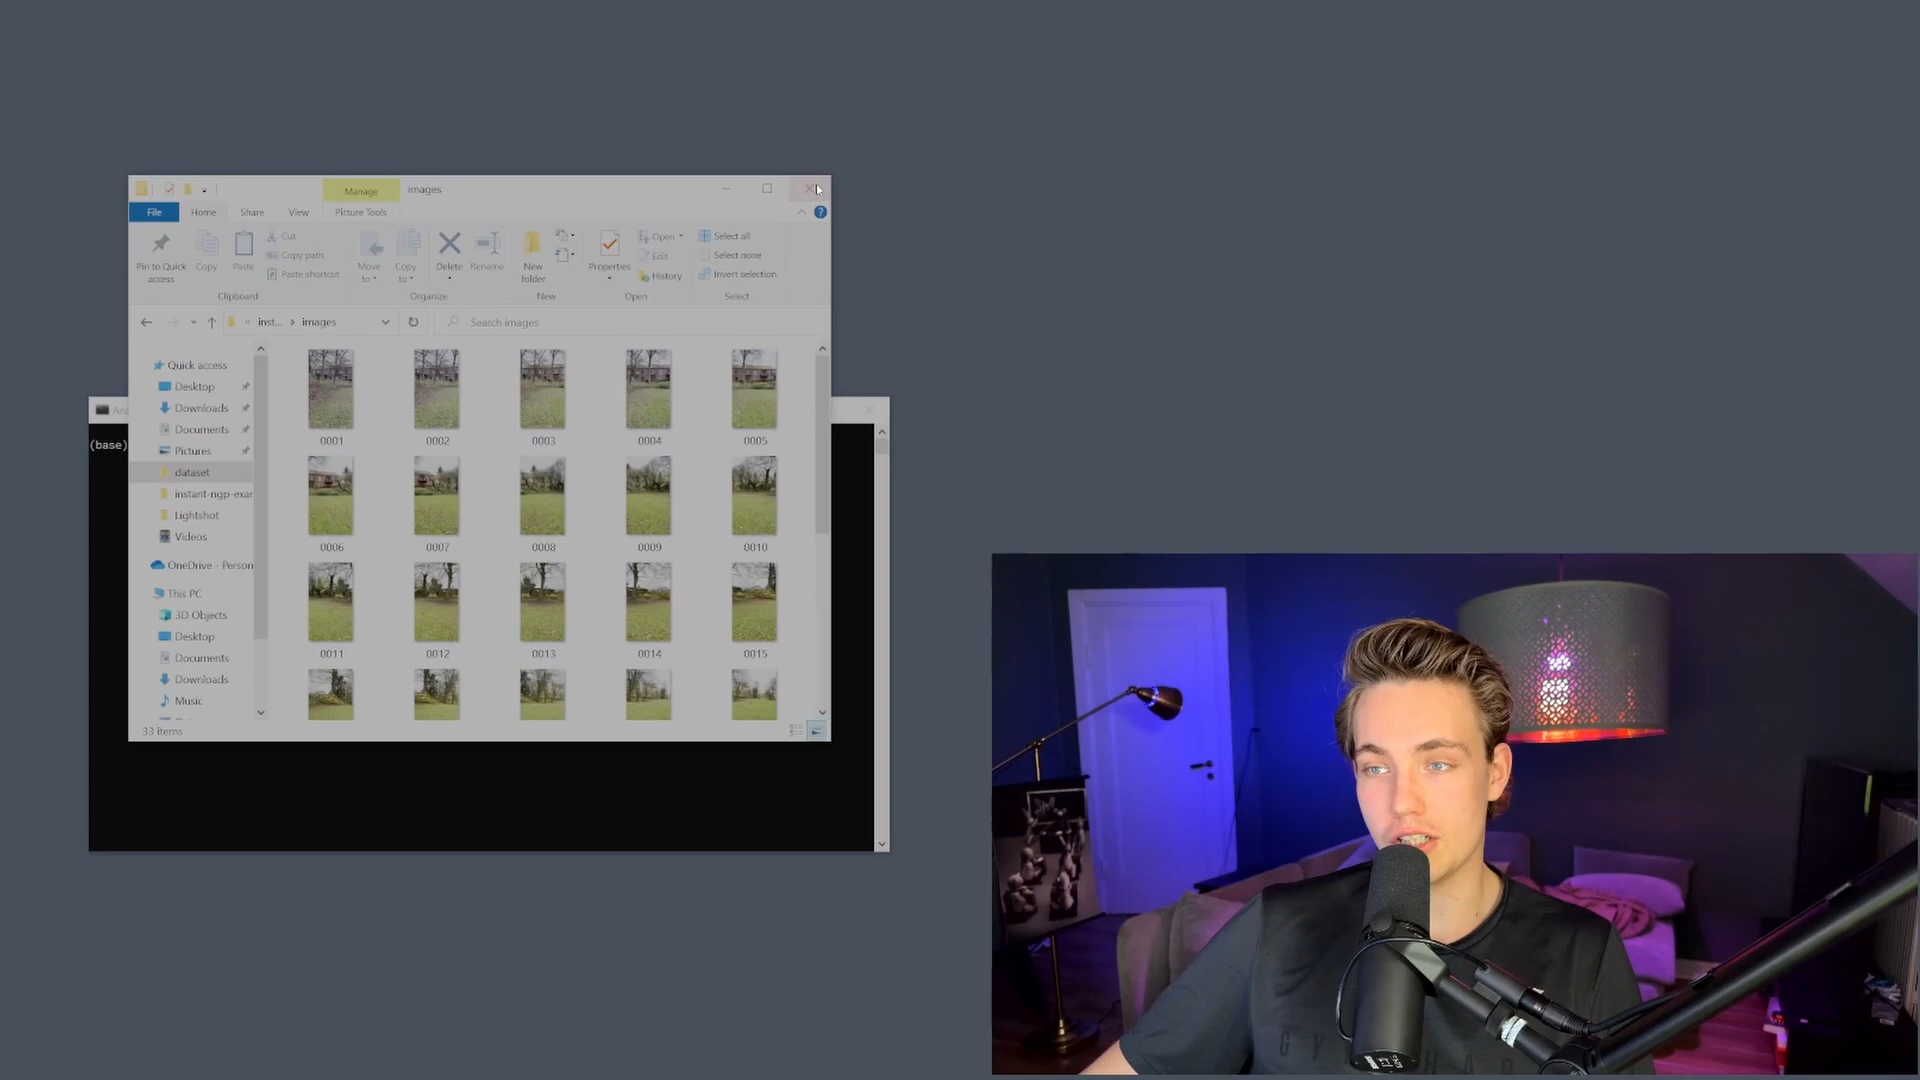 Manage images
File Home Share View Picture Tools
Pin to Quick access
Copy
Paste
Cut
Copy path
Paste shortcut
Clipboard
Move to
Copy to
Delete
Rename
Organize
New folder
New
Properties
Open
Edit
History
Open
Select all
Select none
Invert selection
Select
inst... > images
Search images
Quick access
Desktop
Downloads
Documents
Pictures
dataset
instant-ngp-exar
Lightshot
Videos
OneDrive - Person
This PC
3D Objects
Desktop
Documents
Downloads
Music
0001 0002 0003 0004 0005
0006 0007 0008 0009 0010
0011 0012 0013 0014 0015
33 items
(base)